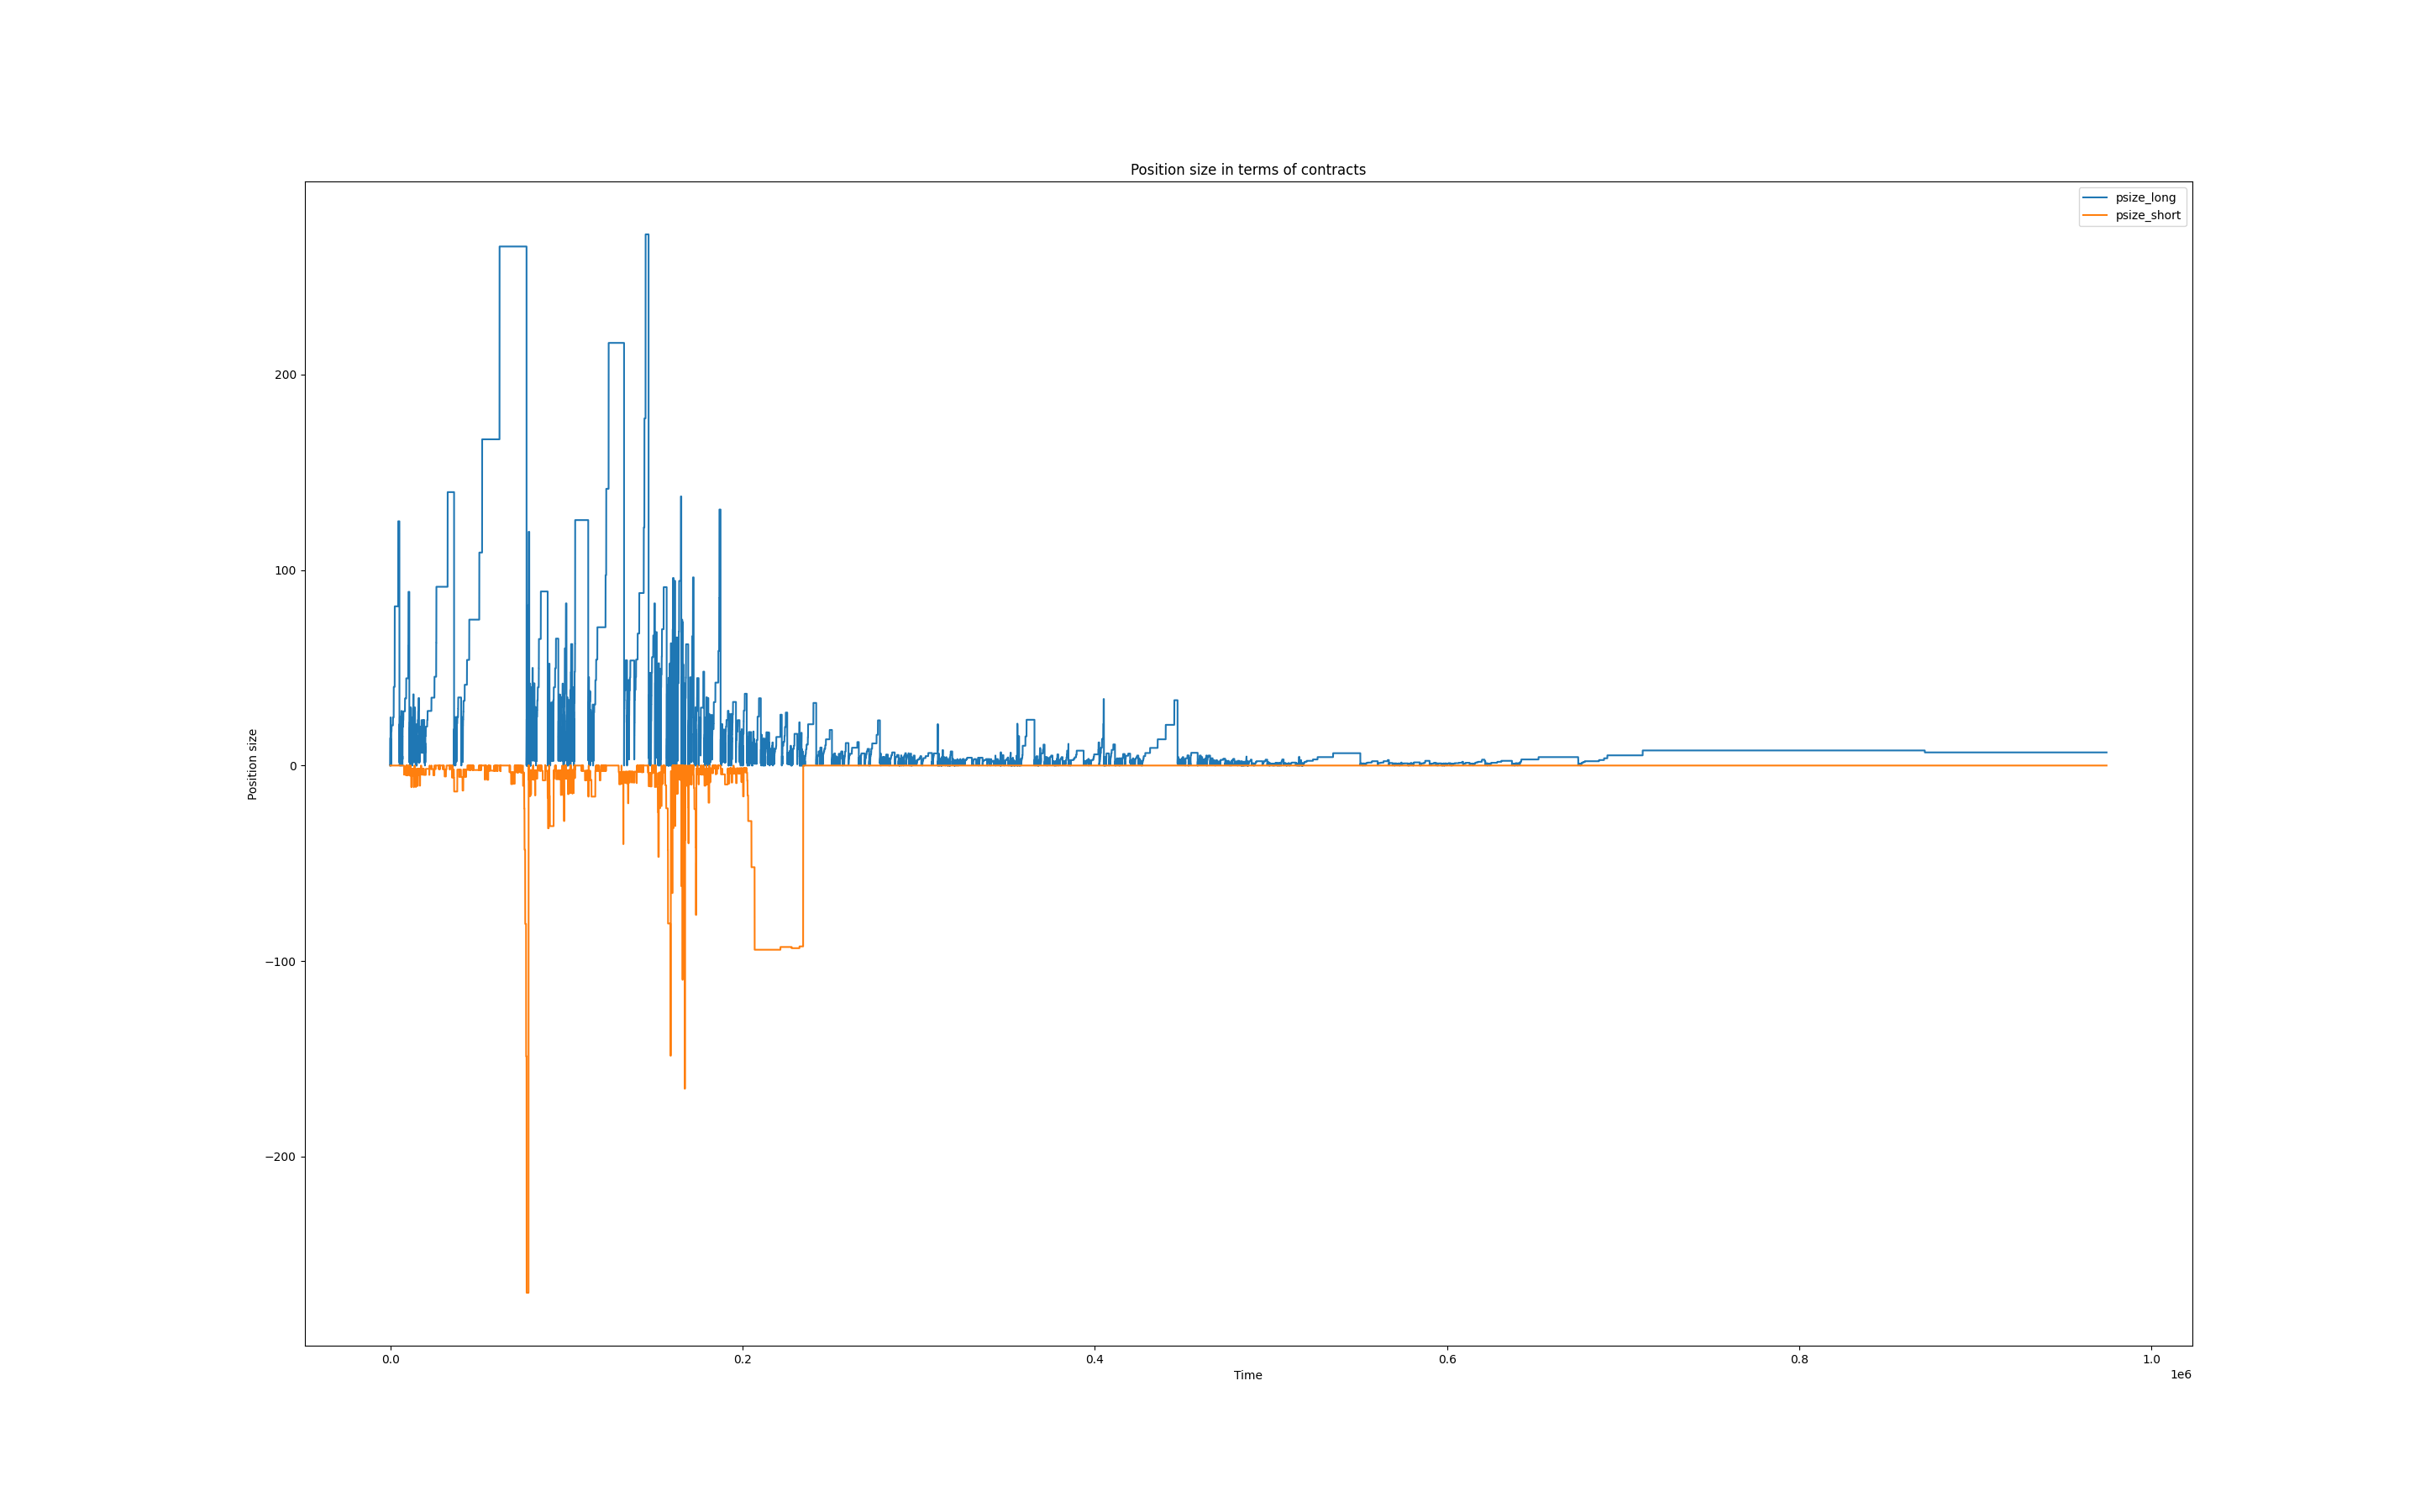 Position size in terms of contracts
psize_long
psize_short
200
100
0
−100
−200
Position size
0.0
0.2
0.4
0.6
0.8
1.0
1e6
Time